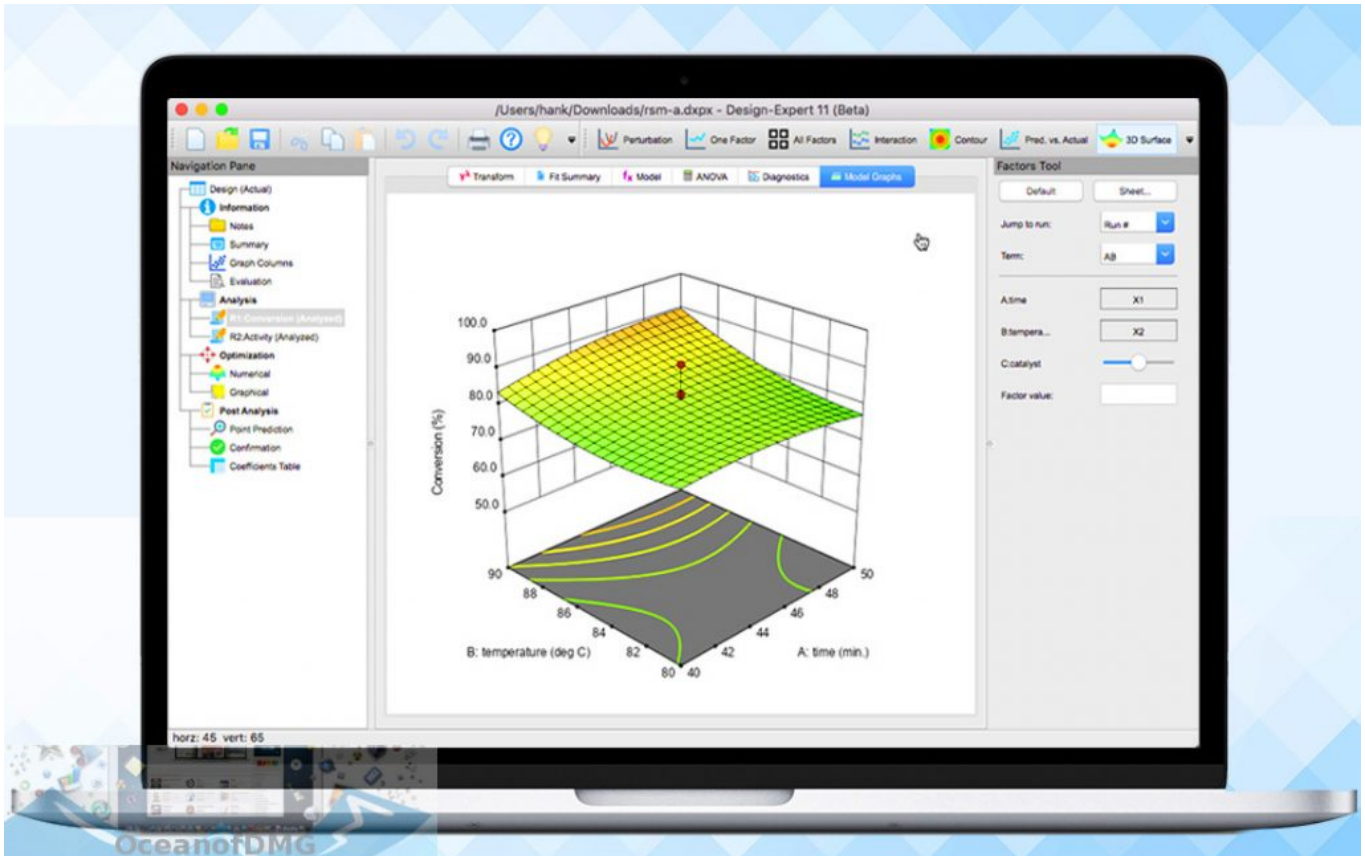 /Users/hank/Downloads/rsm-a.dxpx - Design-Expert 11 (Beta)
Perturbation One Factor All Factors Interaction Contour Pred. vs. Actual 3D Surface
Navigation Pane
Design (Actual)
Information
Notes
Summary
Graph Columns
Evaluation
Analysis
R1:Conversion (Analyzed)
R2:Activity (Analyzed)
Optimization
Numerical
Graphical
Post Analysis
Point Prediction
Confirmation
Coefficients Table
Transform Fit Summary Model ANOVA Diagnostics Model Graphs
100.0
90.0
80.0
70.0
60.0
50.0
Conversion (%)
90
88
86
84
82
80
B: temperature (deg C)
40
42
44
46
48
50
A: time (min.)
Factors Tool
Default Sheet...
Jump to run: Run #
Term: AB
A:time X1
B:tempera... X2
C:catalyst
Factor value:
horz: 45 vert: 65
OceanofDMG